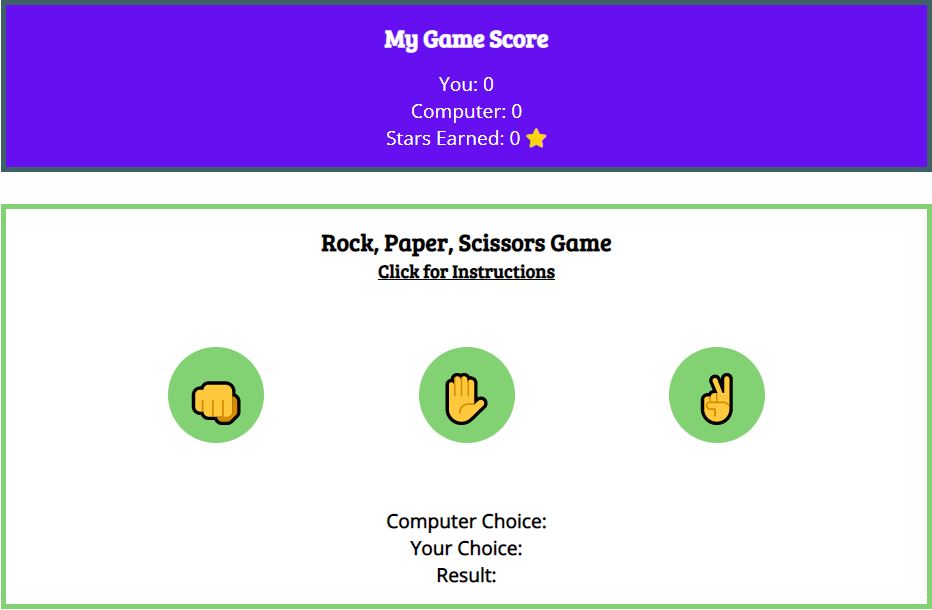 My Game Score
You: 0
Computer: 0
Stars Earned: 0 ⭐
Rock, Paper, Scissors Game
Click for Instructions
Computer Choice:
Your Choice:
Result: